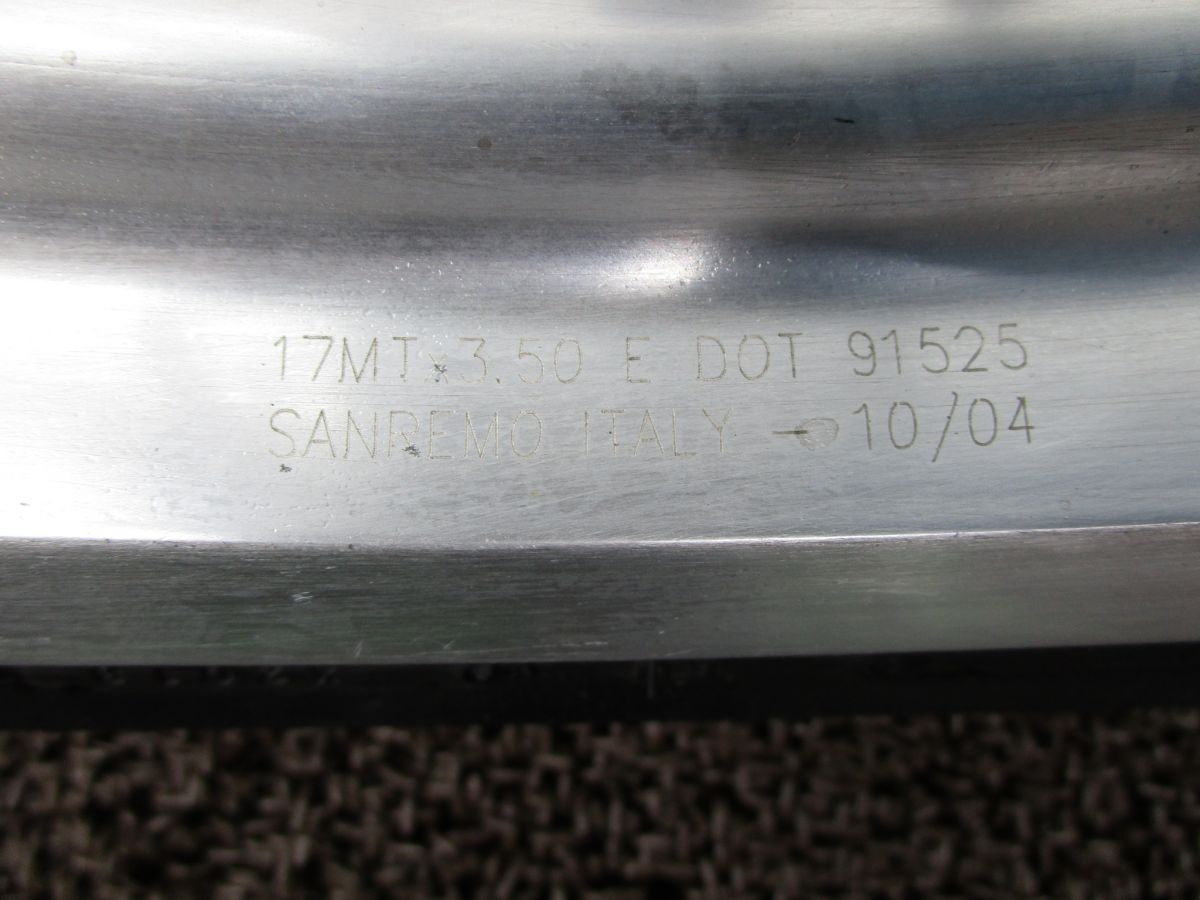 17MTx3.50 E DOT 91525
SANREMO ITALY 10/04